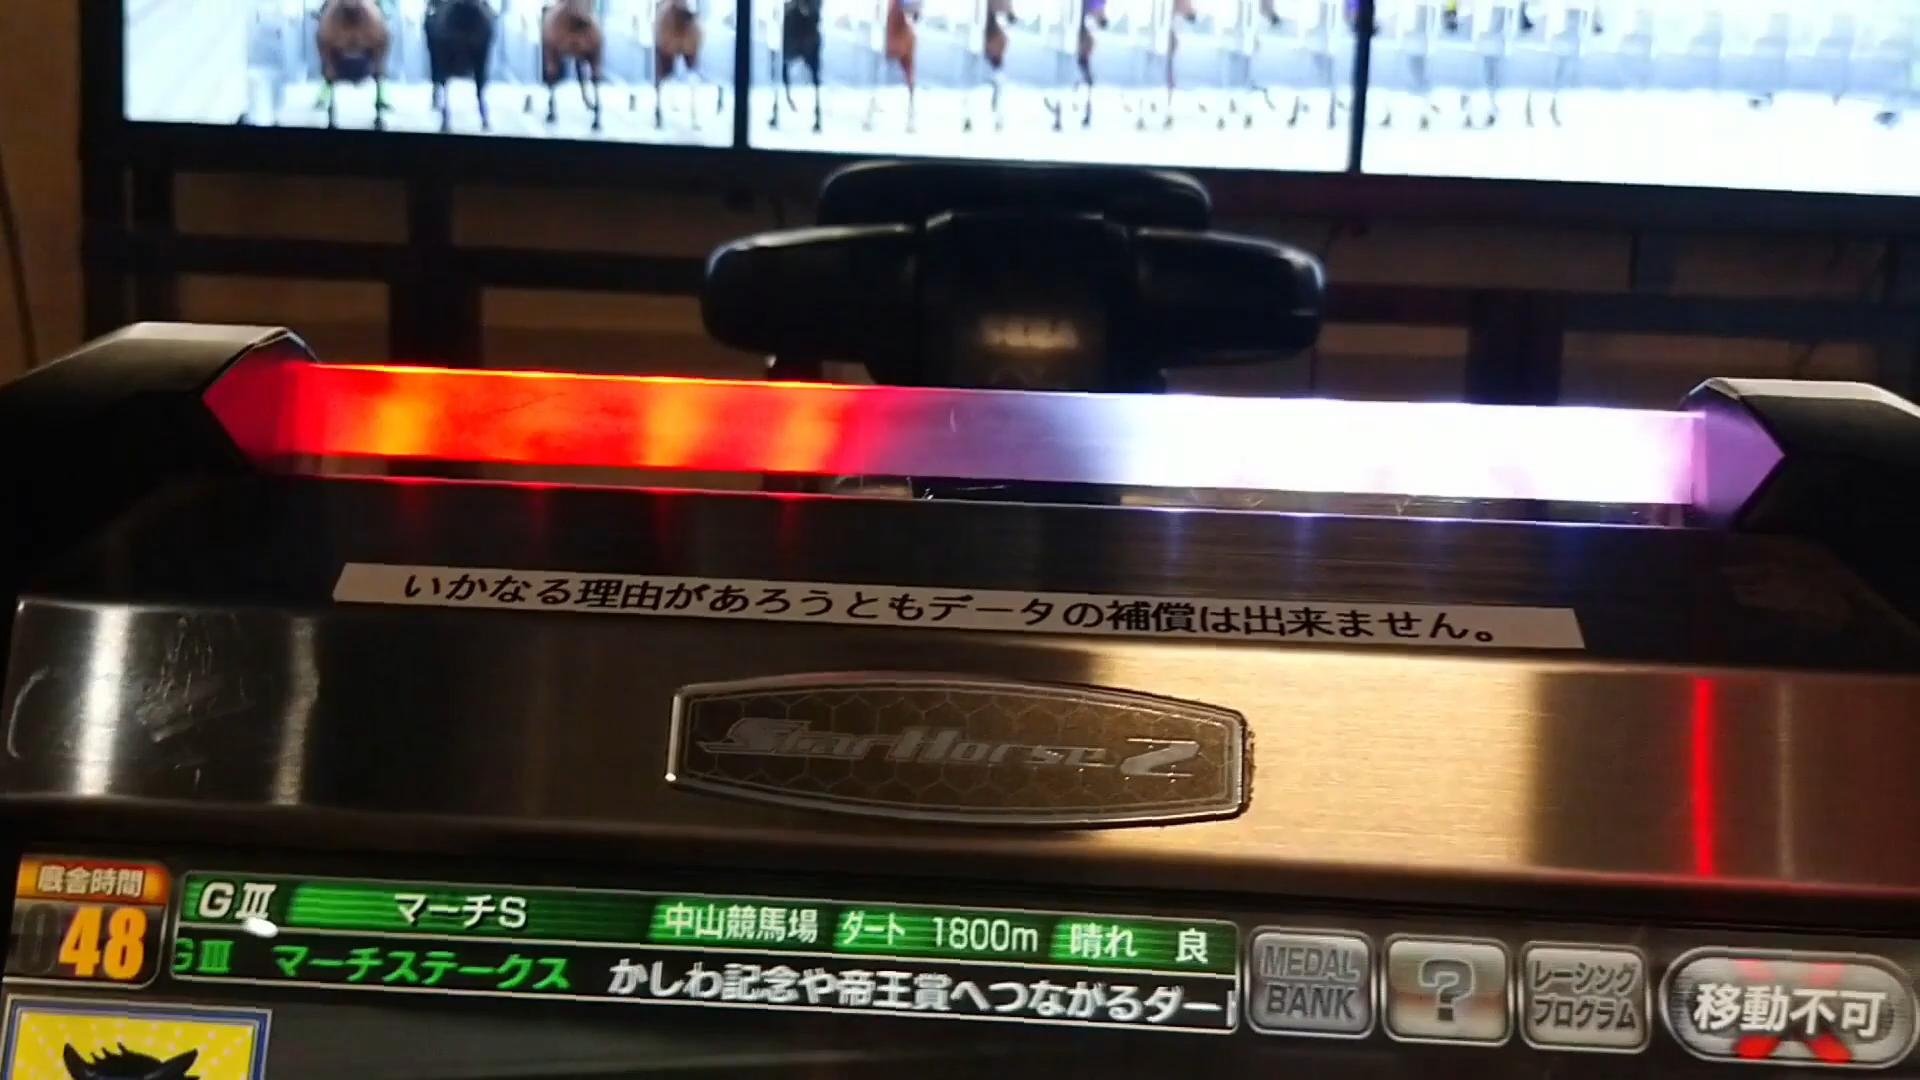 SEGA
いかなる理由があろうともデータの補償は出来ません。
StarHorse2
厩舎時間
48
GⅢ マーチS 中山競馬場 ダート 1800m 晴れ 良
GⅢ マーチステークス かしわ記念や帝王賞へつながるダー
MEDAL
BANK
?
レーシング
プログラム
移動不可